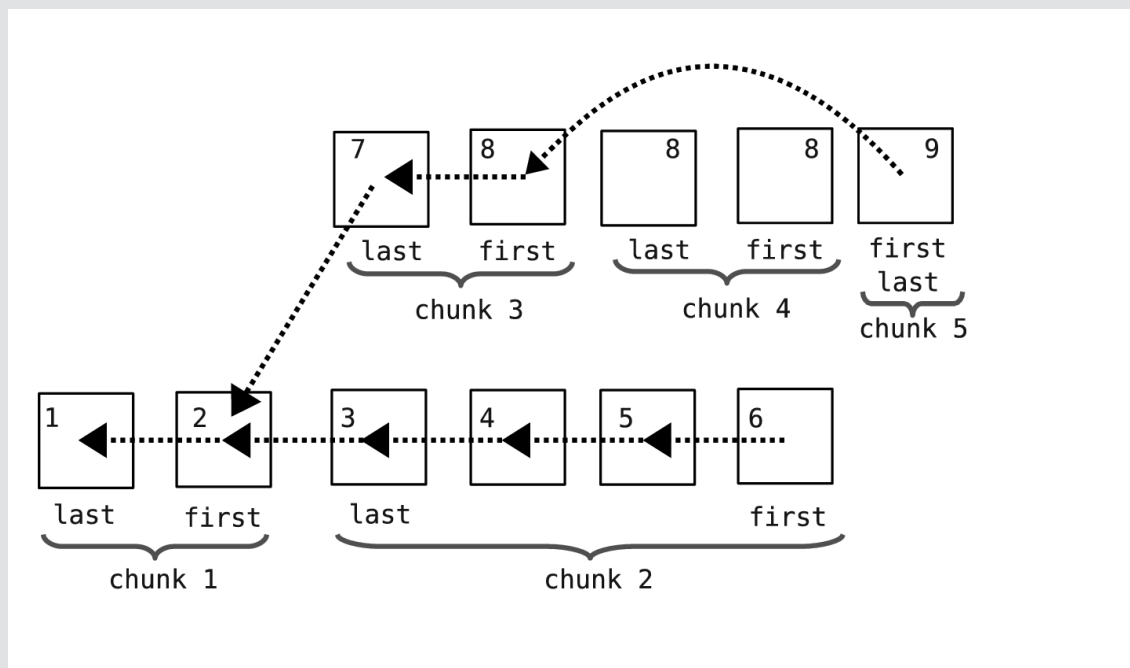 7 8 8 8 9
last first last first first
last
chunk 3 chunk 4 chunk 5
1 2 3 4 5 6
last first last first
chunk 1 chunk 2